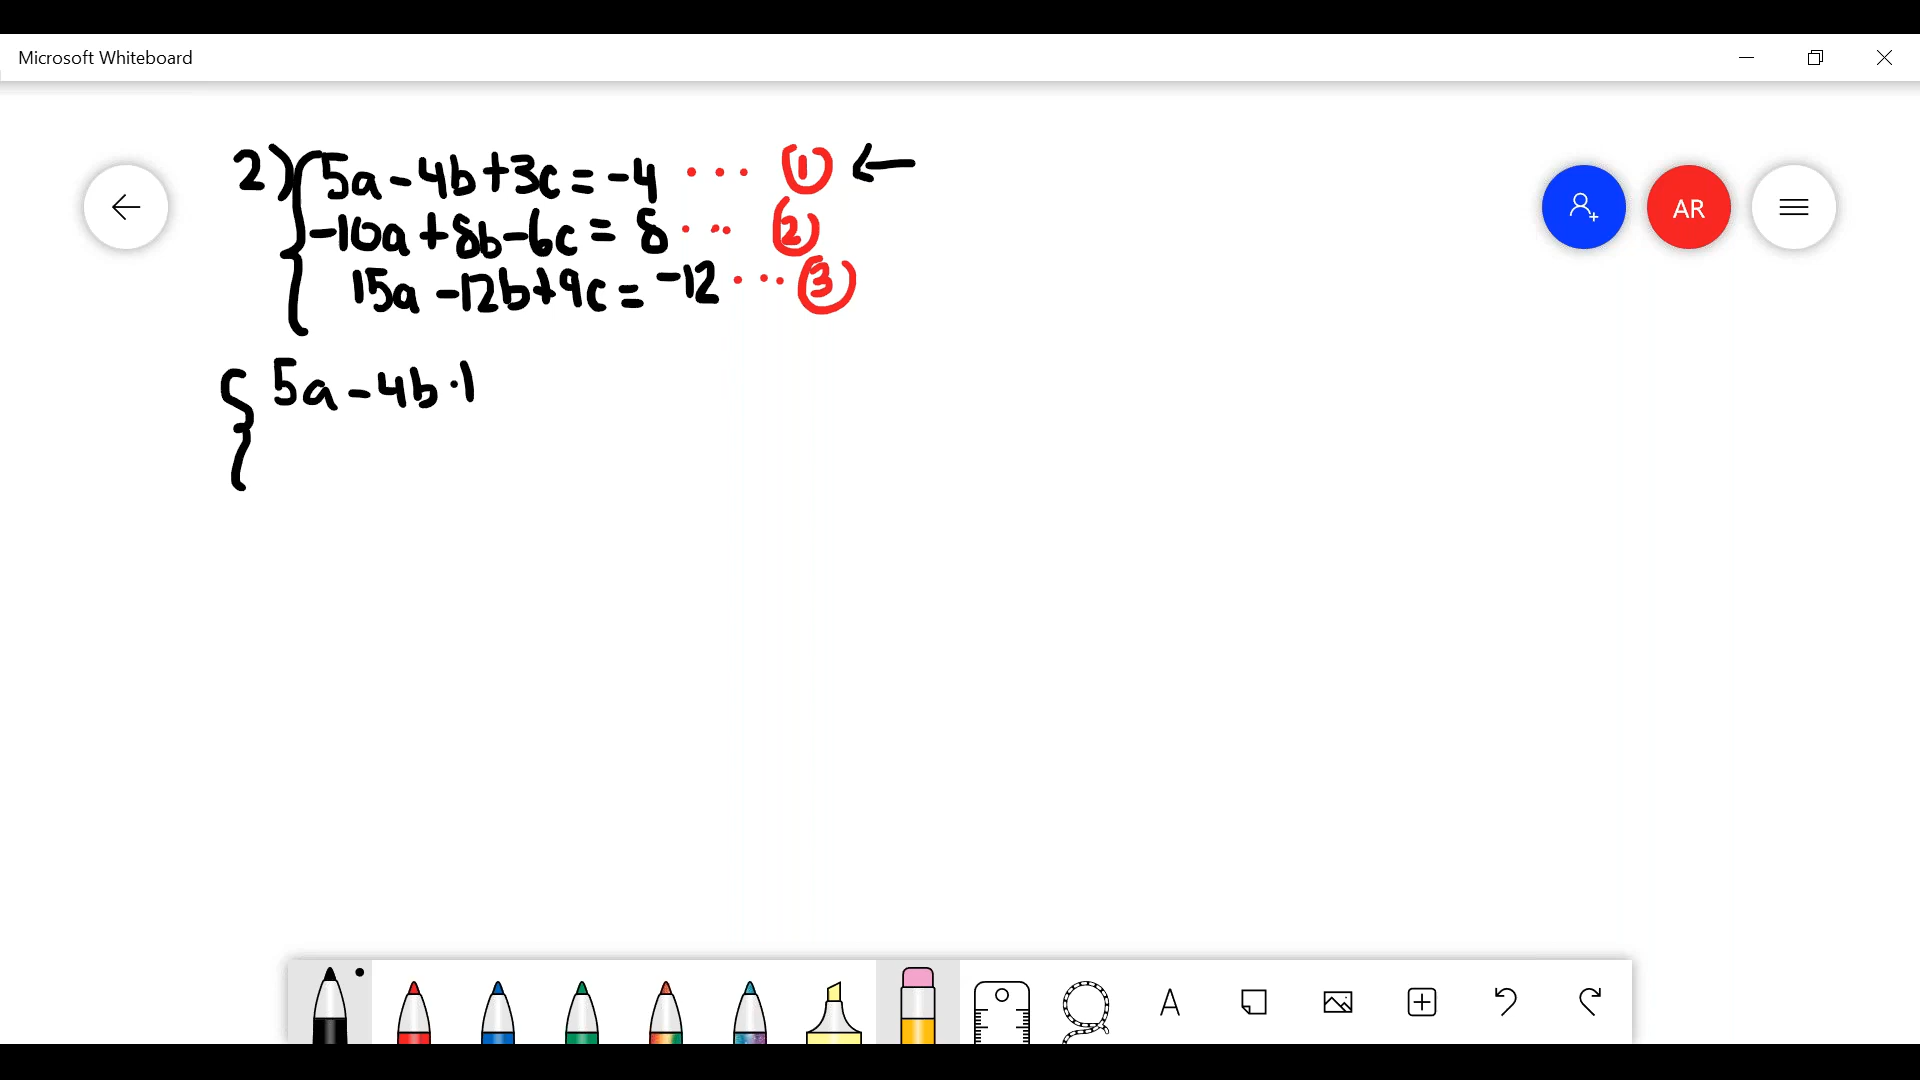 Microsoft Whiteboard
2) { 5a - 4b + 3c = -4 ... ① ←
-10a + 8b - 6c = 8 ... ②
15a - 12b + 9c = -12 ... ③
{ 5a - 4b · 1
AR
A